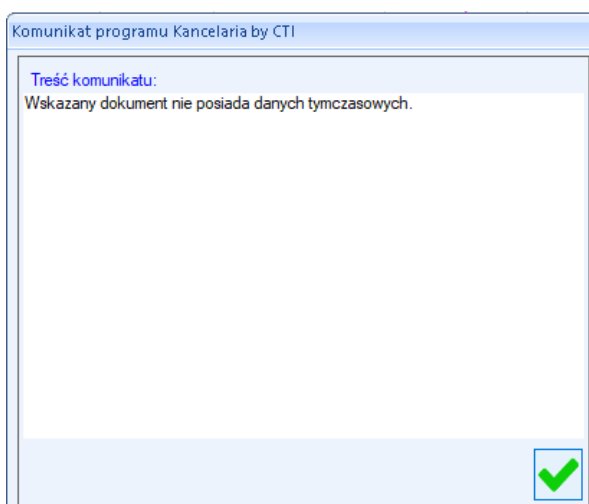 Komunikat programu Kancelaria by CTI
Treść komunikatu:
Wskazany dokument nie posiada danych tymczasowych.